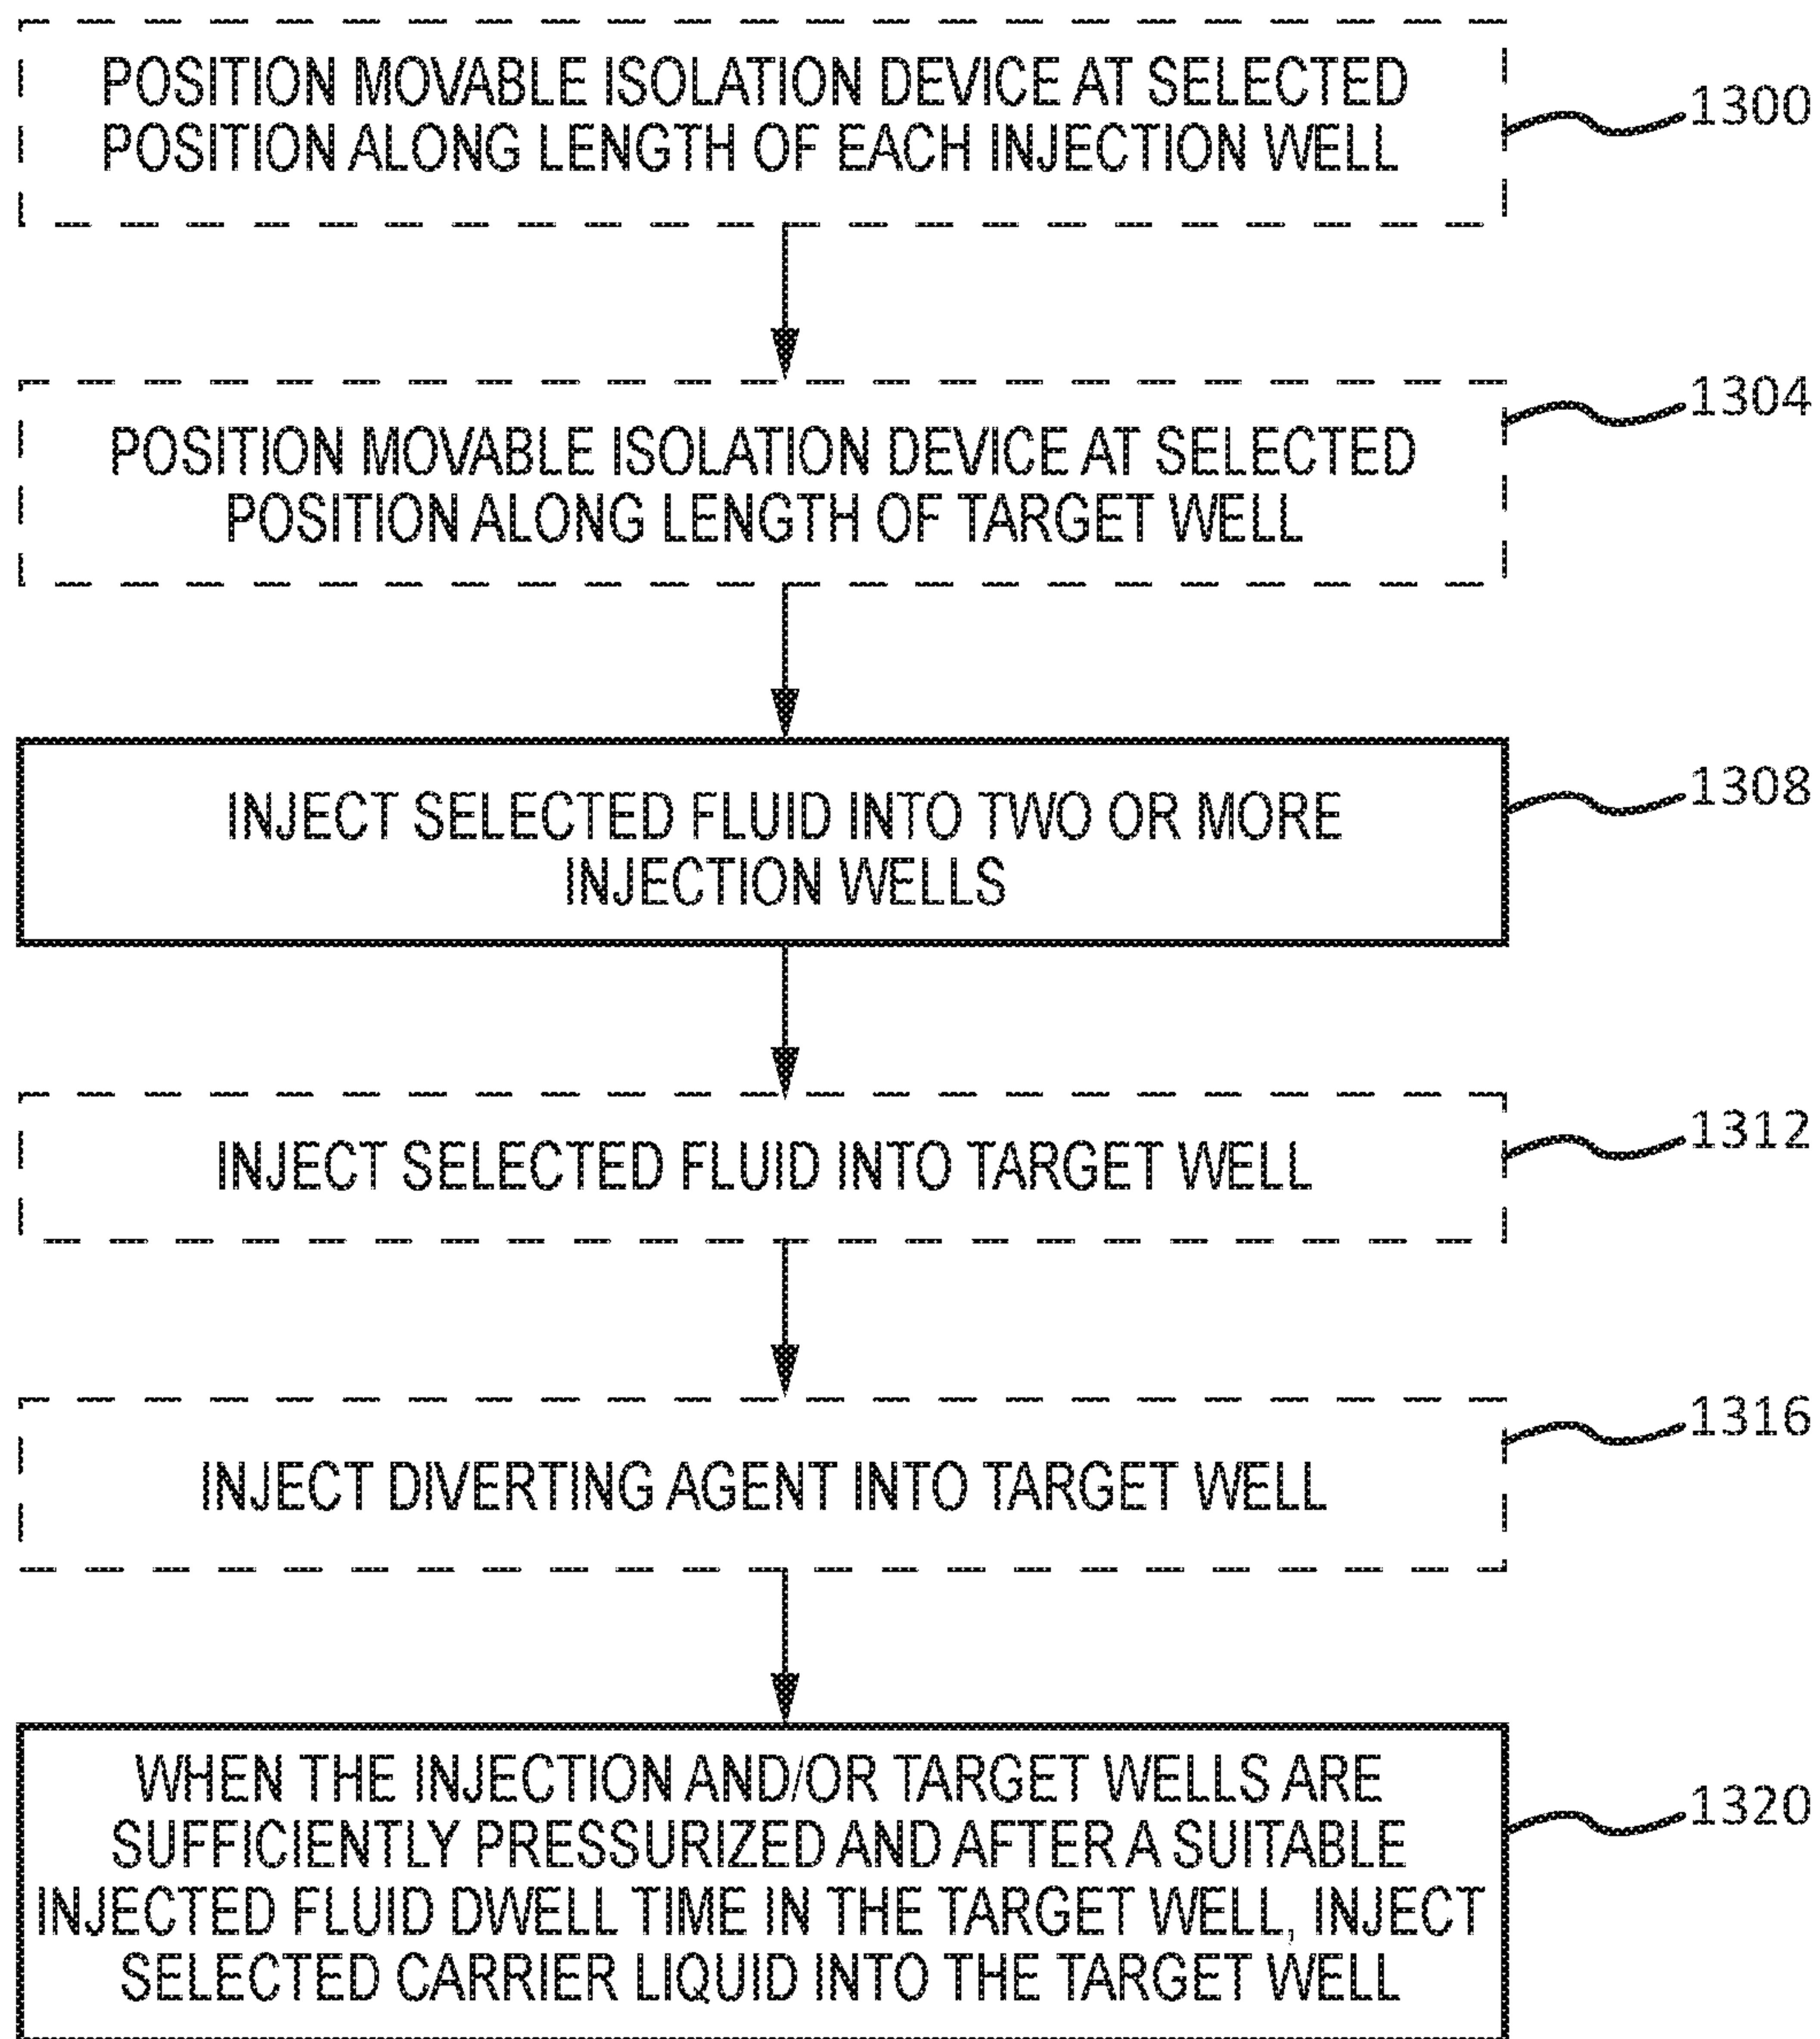 POSITION MOVABLE ISOLATION DEVICE AT SELECTED
POSITION ALONG LENGTH OF EACH INJECTION WELL
1300
POSITION MOVABLE ISOLATION DEVICE AT SELECTED
POSITION ALONG LENGTH OF TARGET WELL
1304
INJECT SELECTED FLUID INTO TWO OR MORE
INJECTION WELLS
1308
INJECT SELECTED FLUID INTO TARGET WELL
1312
INJECT DIVERTING AGENT INTO TARGET WELL
1316
WHEN THE INJECTION AND/OR TARGET WELLS ARE
SUFFICIENTLY PRESSURIZED AND AFTER A SUITABLE
INJECTED FLUID DWELL TIME IN THE TARGET WELL, INJECT
SELECTED CARRIER LIQUID INTO THE TARGET WELL
1320